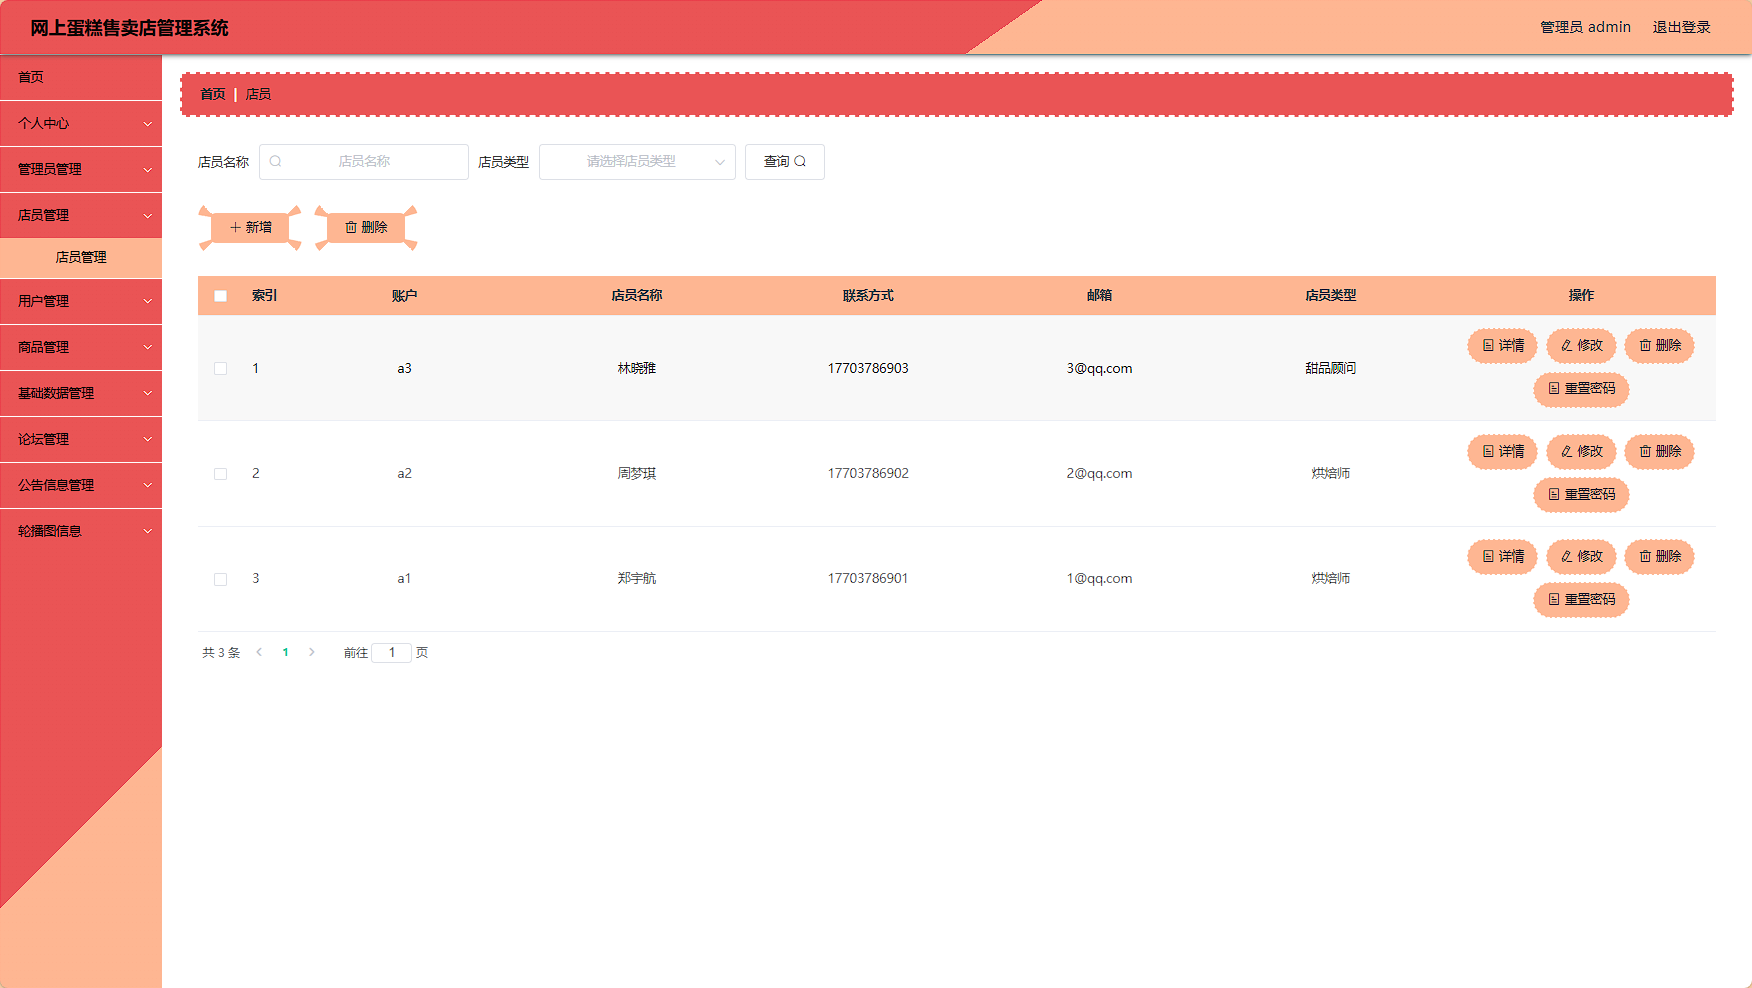 网上蛋糕售卖店管理系统
管理员 admin 退出登录
首页
个人中心
管理员管理
店员管理
店员管理
用户管理
商品管理
基础数据管理
论坛管理
公告信息管理
轮播图信息
首页 | 店员
店员名称 店员名称 店员类型 请选择店员类型 查询
新增 删除
索引 账户 店员名称 联系方式 邮箱 店员类型 操作
1 a3 林晓雅 17703786903 3@qq.com 甜品顾问 详情 修改 删除
重置密码
2 a2 周梦琪 17703786902 2@qq.com 烘焙师 详情 修改 删除
重置密码
3 a1 郑宇航 17703786901 1@qq.com 烘焙师 详情 修改 删除
重置密码
共 3 条 1 前往 1 页